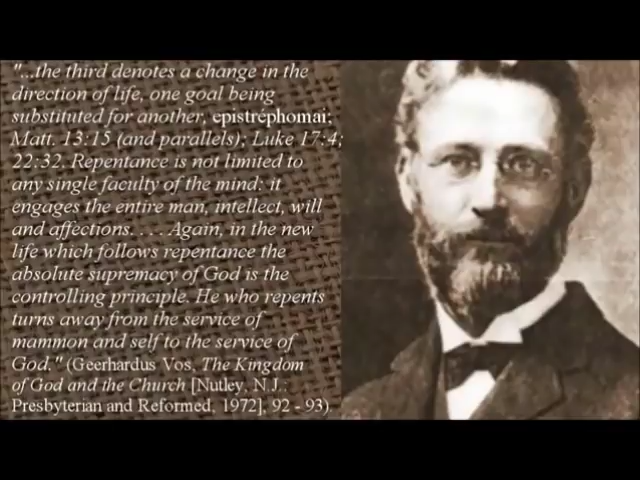 "...the third denotes a change in the
direction of life, one goal being
substituted for another, epistréphomai;
Matt. 13:15 (and parallels); Luke 17:4;
22:32. Repentance is not limited to
any single faculty of the mind: it
engages the entire man, intellect, will
and affections. . . . Again, in the new
life which follows repentance the
absolute supremacy of God is the
controlling principle. He who repents
turns away from the service of
mammon and self to the service of
God." (Geerhardus Vos, The Kingdom
of God and the Church [Nutley, N.J.:
Presbyterian and Reformed, 1972], 92 - 93).